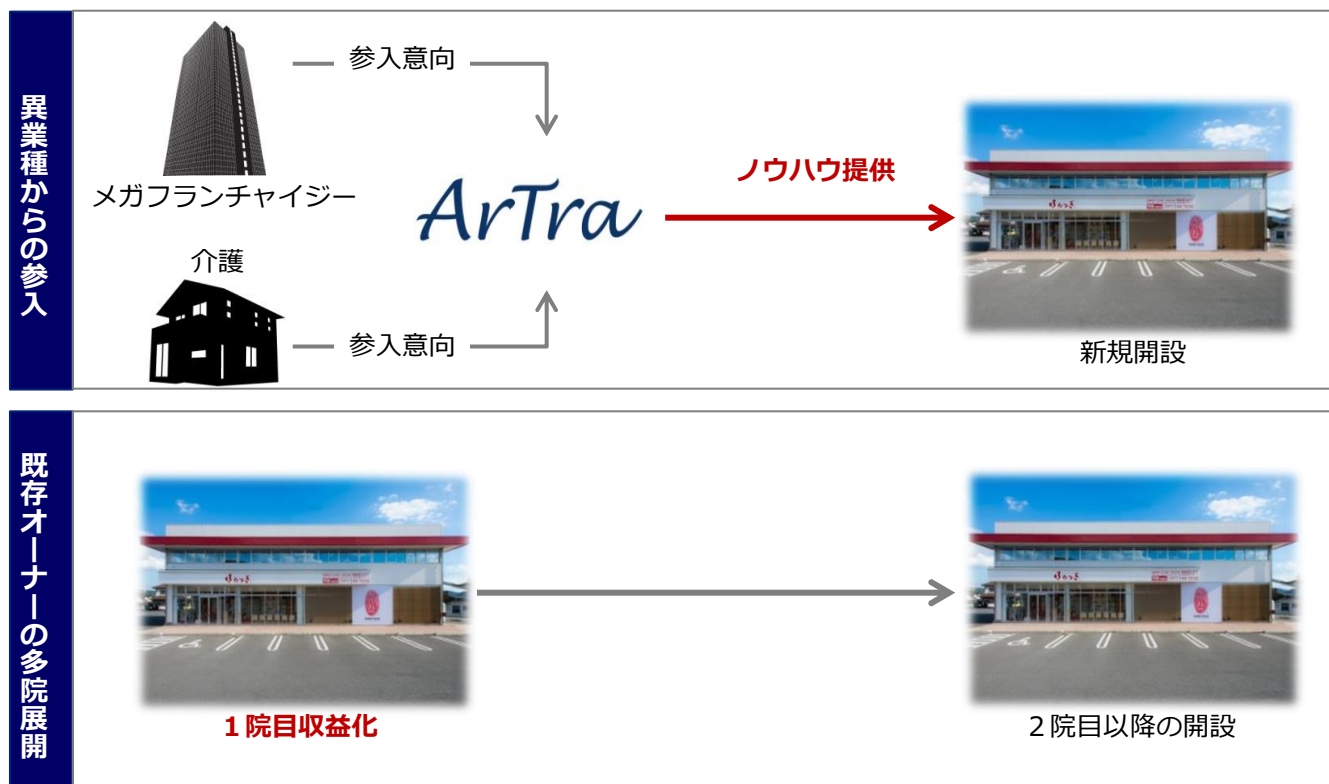 異業種からの参入
参入意向
メガフランチャイジー
ArTra
ノウハウ提供
介護
参入意向
新規開設
既存オーナーの多院展開
1院目収益化
2院目以降の開設